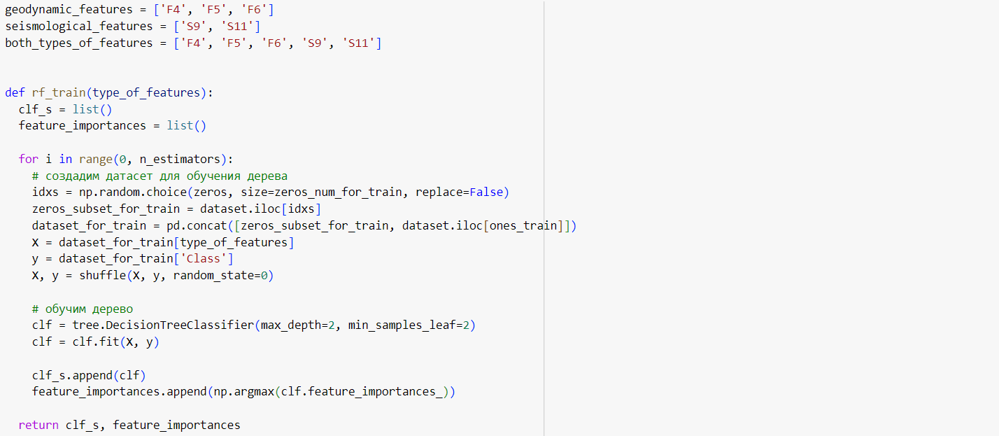 geodynamic_features = ['F4', 'F5', 'F6']
seismological_features = ['S9', 'S11']
both_types_of_features = ['F4', 'F5', 'F6', 'S9', 'S11']
def rf_train(type_of_features):
  clf_s = list()
  feature_importances = list()
  for i in range(0, n_estimators):
    # создадим датасет для обучения дерева
    idxs = np.random.choice(zeros, size=zeros_num_for_train, replace=False)
    zeros_subset_for_train = dataset.iloc[idxs]
    dataset_for_train = pd.concat([zeros_subset_for_train, dataset.iloc[ones_train]])
    X = dataset_for_train[type_of_features]
    y = dataset_for_train['Class']
    X, y = shuffle(X, y, random_state=0)
    # обучим дерево
    clf = tree.DecisionTreeClassifier(max_depth=2, min_samples_leaf=2)
    clf = clf.fit(X, y)
    clf_s.append(clf)
    feature_importances.append(np.argmax(clf.feature_importances_))
  return clf_s, feature_importances